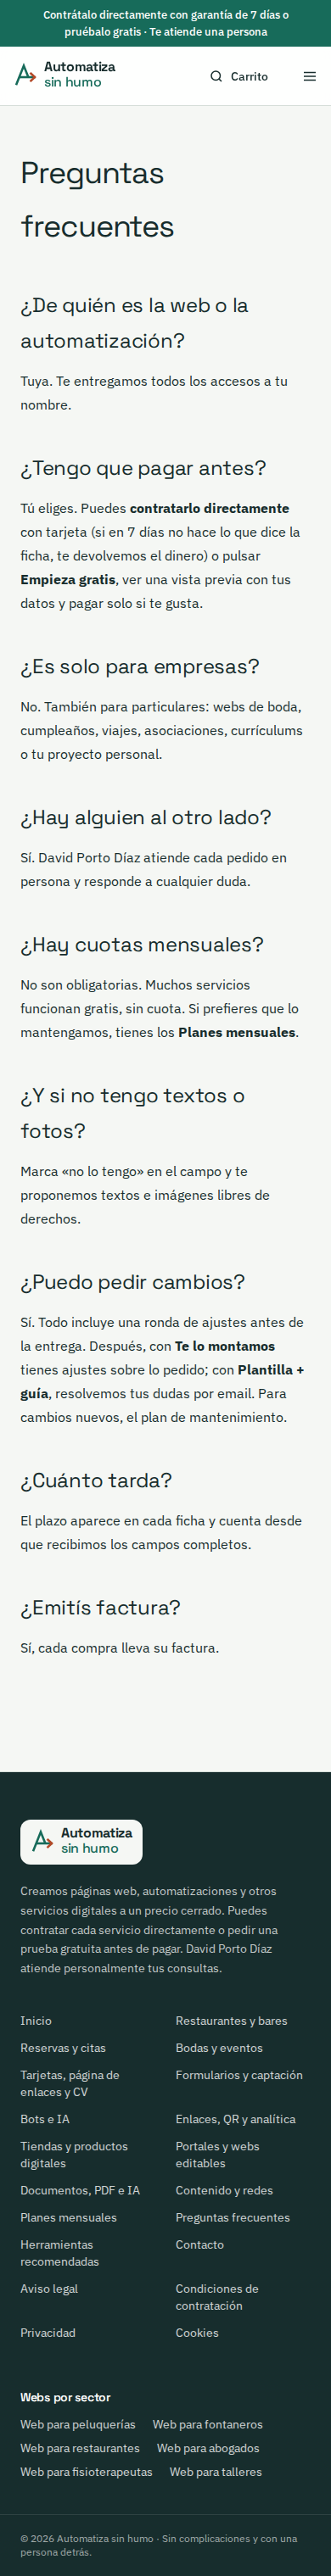 Contrátalo directamente con garantía de 7 días o
pruébalo gratis · Te atiende una persona
Automatiza
sin humo
Carrito
Preguntas
frecuentes
¿De quién es la web o la
automatización?
Tuya. Te entregamos todos los accesos a tu
nombre.
¿Tengo que pagar antes?
Tú eliges. Puedes contratarlo directamente
con tarjeta (si en 7 días no hace lo que dice la
ficha, te devolvemos el dinero) o pulsar
Empieza gratis, ver una vista previa con tus
datos y pagar solo si te gusta.
¿Es solo para empresas?
No. También para particulares: webs de boda,
cumpleaños, viajes, asociaciones, currículums
o tu proyecto personal.
¿Hay alguien al otro lado?
Sí. David Porto Díaz atiende cada pedido en
persona y responde a cualquier duda.
¿Hay cuotas mensuales?
No son obligatorias. Muchos servicios
funcionan gratis, sin cuota. Si prefieres que lo
mantengamos, tienes los Planes mensuales.
¿Y si no tengo textos o
fotos?
Marca «no lo tengo» en el campo y te
proponemos textos e imágenes libres de
derechos.
¿Puedo pedir cambios?
Sí. Todo incluye una ronda de ajustes antes de
la entrega. Después, con Te lo montamos
tienes ajustes sobre lo pedido; con Plantilla +
guía, resolvemos tus dudas por email. Para
cambios nuevos, el plan de mantenimiento.
¿Cuánto tarda?
El plazo aparece en cada ficha y cuenta desde
que recibimos los campos completos.
¿Emitís factura?
Sí, cada compra lleva su factura.
Automatiza
sin humo
Creamos páginas web, automatizaciones y otros
servicios digitales a un precio cerrado. Puedes
contratar cada servicio directamente o pedir una
prueba gratuita antes de pagar. David Porto Díaz
atiende personalmente tus consultas.
Inicio
Restaurantes y bares
Reservas y citas
Bodas y eventos
Tarjetas, página de
enlaces y CV
Formularios y captación
Bots e IA
Enlaces, QR y analítica
Tiendas y productos
digitales
Portales y webs
editables
Documentos, PDF e IA
Contenido y redes
Planes mensuales
Preguntas frecuentes
Herramientas
recomendadas
Contacto
Aviso legal
Condiciones de
contratación
Privacidad
Cookies
Webs por sector
Web para peluquerías
Web para fontaneros
Web para restaurantes
Web para abogados
Web para fisioterapeutas
Web para talleres
© 2026 Automatiza sin humo · Sin complicaciones y con una
persona detrás.